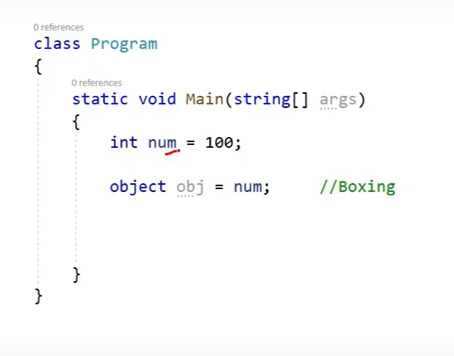 0 references
class Program
{
0 references
static void Main(string[] args)
{
int num = 100;
object obj = num; //Boxing
}
}